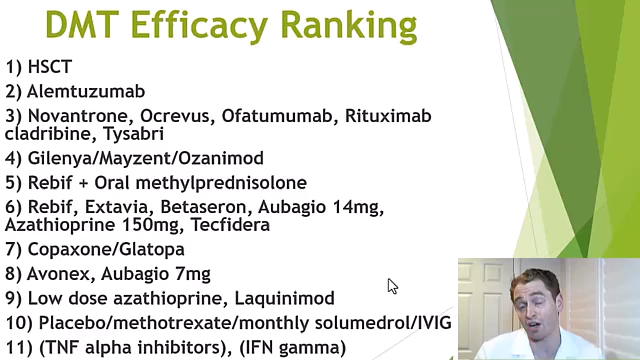 DMT Efficacy Ranking
1) HSCT
2) Alemtuzumab
3) Novantrone, Ocrevus, Ofatumumab, Rituximab
cladribine, Tysabri
4) Gilenya/Mayzent/Ozanimod
5) Rebif + Oral methylprednisolone
6) Rebif, Extavia, Betaseron, Aubagio 14mg,
Azathioprine 150mg, Tecfidera
7) Copaxone/Glatopa
8) Avonex, Aubagio 7mg
9) Low dose azathioprine, Laquinimod
10) Placebo/methotrexate/monthly solumedrol/IVIG
11) (TNF alpha inhibitors), (IFN gamma)